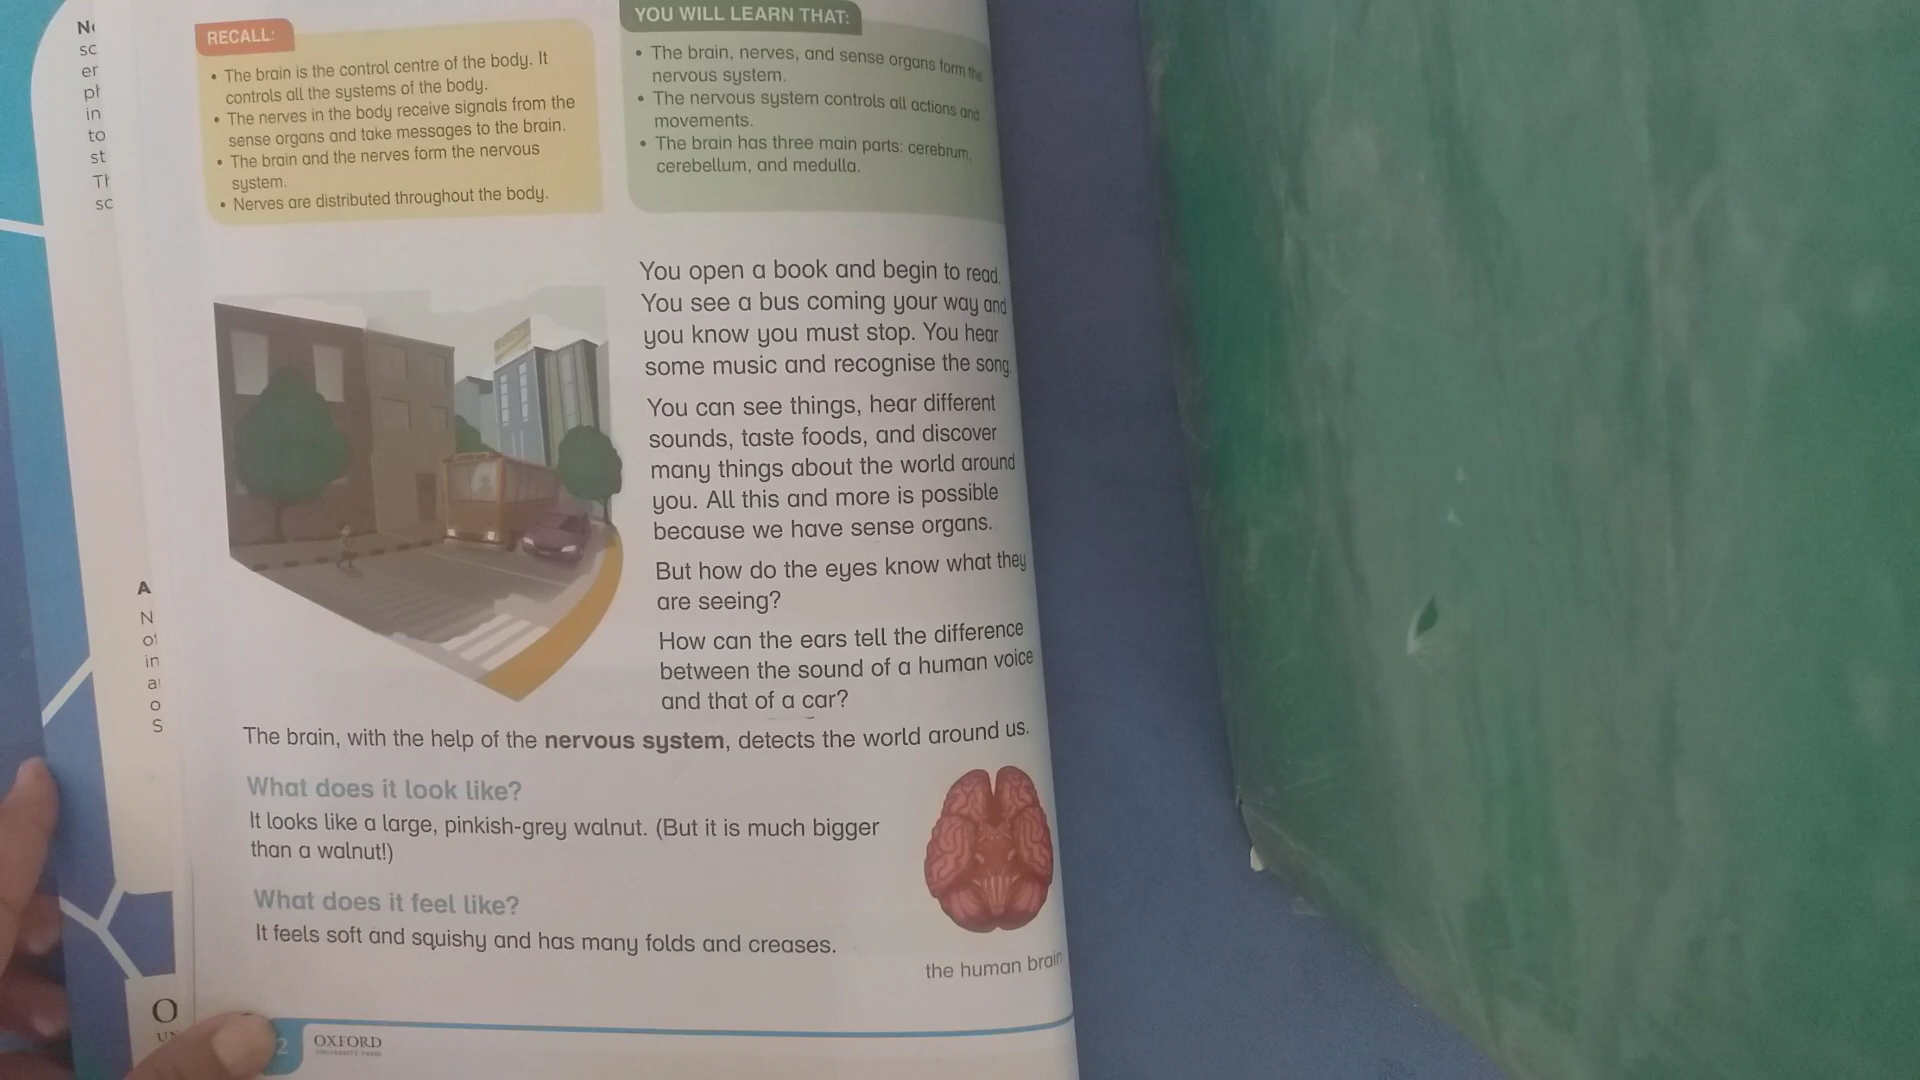 RECALL:
• The brain is the control centre of the body. It
controls all the systems of the body.
• The nerves in the body receive signals from the
sense organs and take messages to the brain.
• The brain and the nerves form the nervous
system.
• Nerves are distributed throughout the body.
YOU WILL LEARN THAT:
• The brain, nerves, and sense organs form the
nervous system.
• The nervous system controls all actions and
movements.
• The brain has three main parts: cerebrum,
cerebellum, and medulla.
You open a book and begin to read.
You see a bus coming your way and
you know you must stop. You hear
some music and recognise the song.
You can see things, hear different
sounds, taste foods, and discover
many things about the world around
you. All this and more is possible
because we have sense organs.
But how do the eyes know what they
are seeing?
How can the ears tell the difference
between the sound of a human voice
and that of a car?
The brain, with the help of the nervous system, detects the world around us.
What does it look like?
It looks like a large, pinkish-grey walnut. (But it is much bigger
than a walnut!)
What does it feel like?
It feels soft and squishy and has many folds and creases.
the human brain
2
OXFORD
UNIVERSITY PRESS